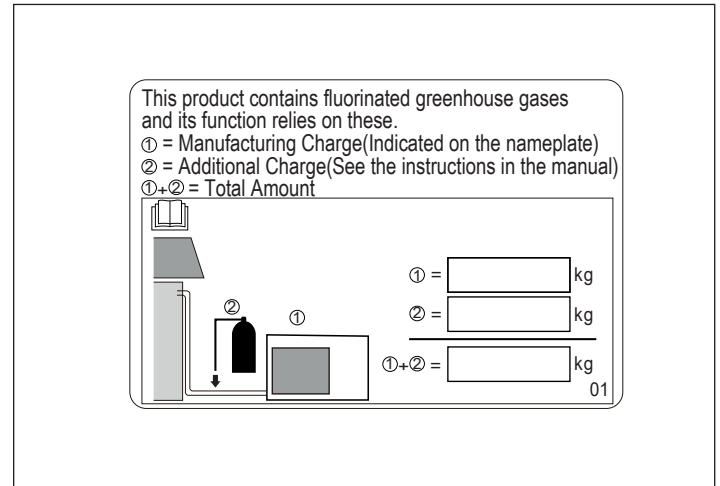 This product contains fluorinated greenhouse gases
and its function relies on these.
① = Manufacturing Charge(Indicated on the nameplate)
② = Additional Charge(See the instructions in the manual)
①+② = Total Amount
② ①
① = kg
② = kg
①+② = kg
01